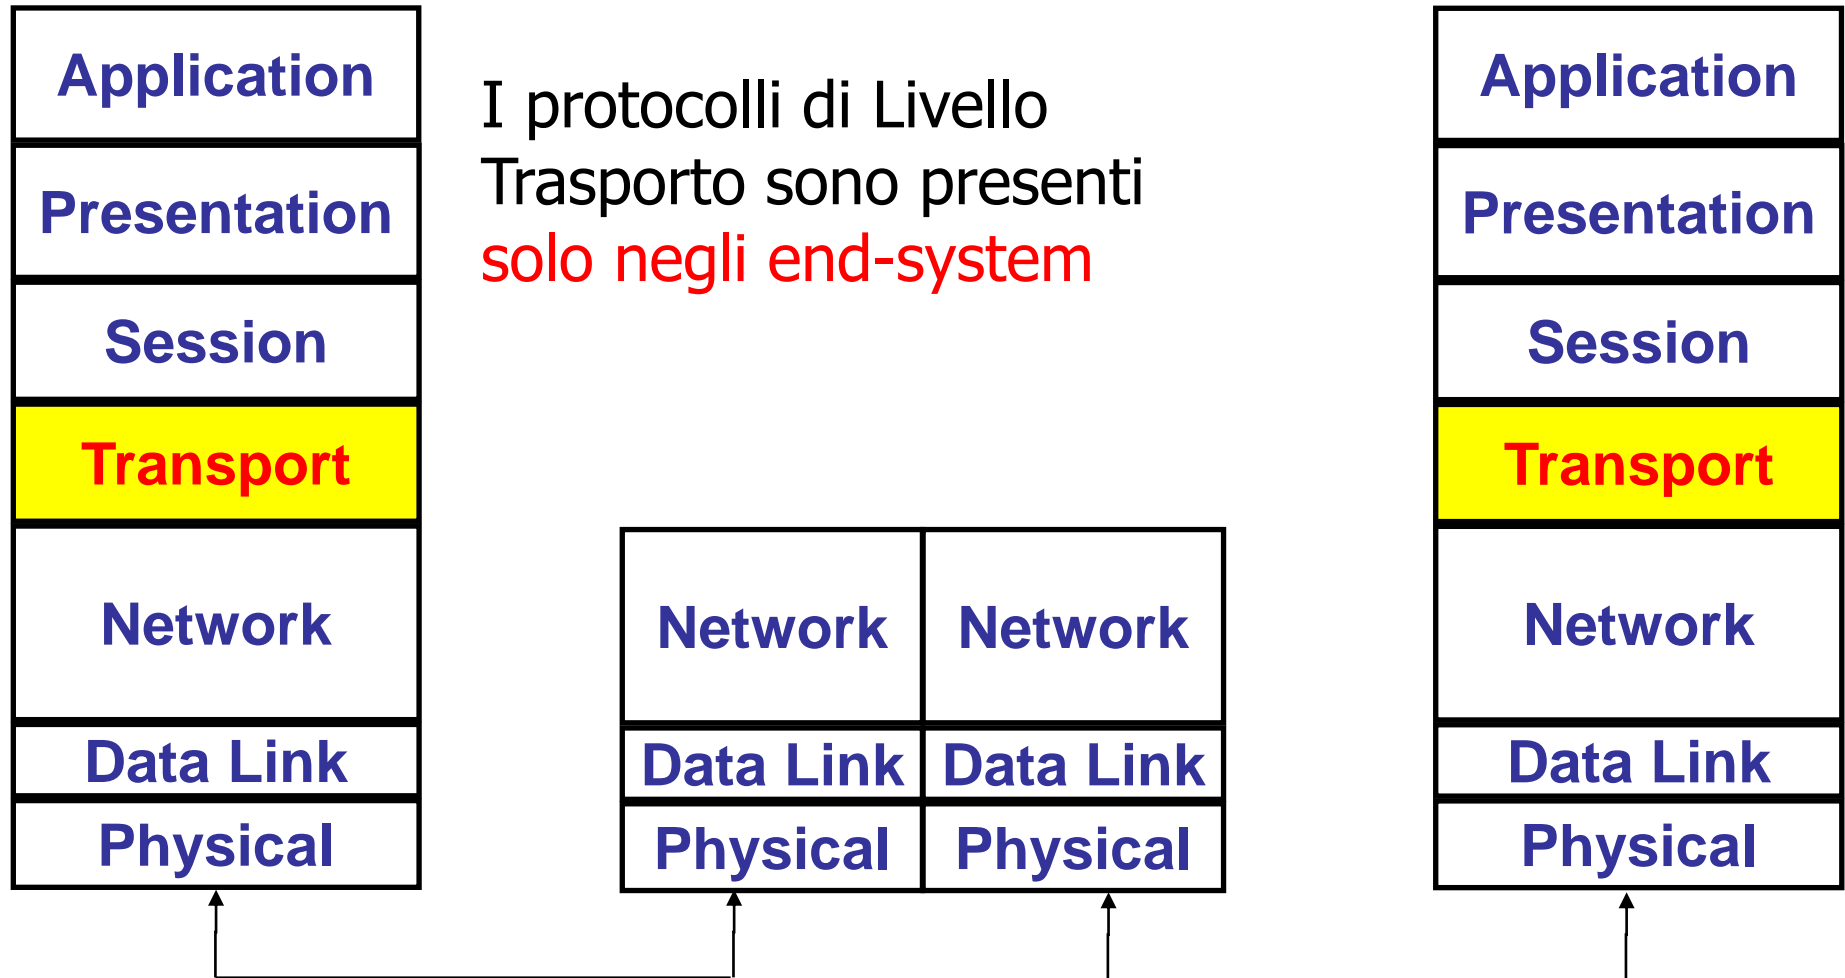 Application
Presentation
Session
Transport
Network
Data Link
Physical
I protocolli di Livello
Trasporto sono presenti
solo negli end-system
Network Network
Data Link Data Link
Physical Physical
Application
Presentation
Session
Transport
Network
Data Link
Physical